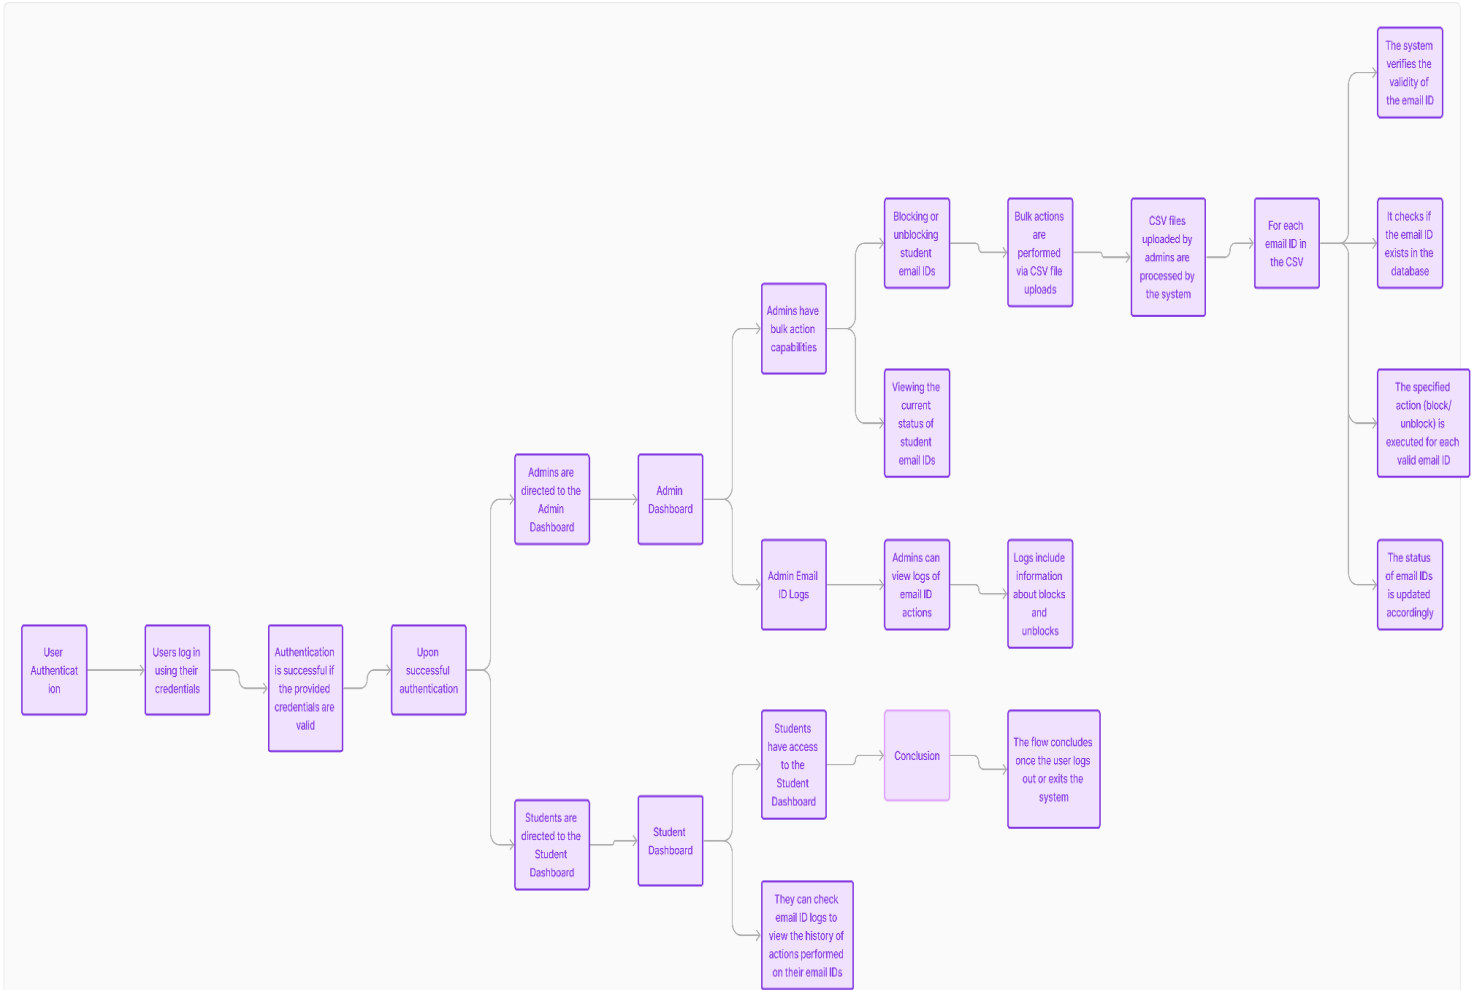 User
Authenticat
ion
Users log in
using their
credentials
Authentication
is successful if
the provided
credentials are
valid
Upon
successful
authentication
Admins are
directed to the
Admin
Dashboard
Admin
Dashboard
Admins have
bulk action
capabilities
Blocking or
unblocking
student
email IDs
Bulk actions
are
performed
via CSV file
uploads
CSV files
uploaded by
admins are
processed by
the system
For each
email ID in
the CSV
The system
verifies the
validity of
the email ID
It checks if
the email ID
exists in the
database
The specified
action (block/
unblock) is
executed for each
valid email ID
The status
of email IDs
is updated
accordingly
Viewing the
current
status of
student
email IDs
Admin Email
ID Logs
Admins can
view logs of
email ID
actions
Logs include
information
about blocks
and
unblocks
Students are
directed to the
Student
Dashboard
Student
Dashboard
Students
have access
to the
Student
Dashboard
Conclusion
The flow concludes
once the user logs
out or exits the
system
They can check
email ID logs to
view the history of
actions performed
on their email IDs